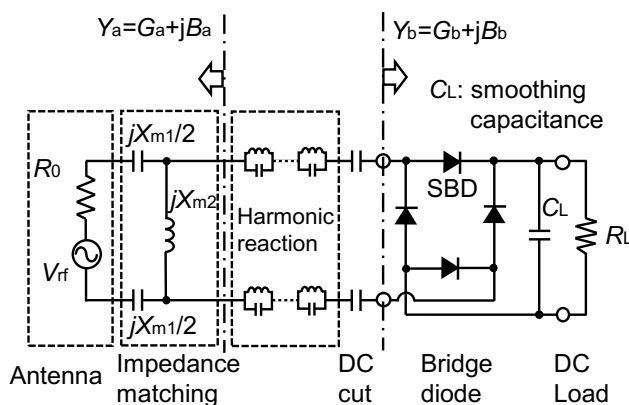 Ya=Ga+jBa
Yb=Gb+jBb
CL: smoothing
capacitance
jXm1/2
R0
jXm2
SBD
Harmonic
reaction
CL
RL
Vrf
jXm1/2
Antenna
Impedance
matching
DC
cut
Bridge
diode
DC
Load